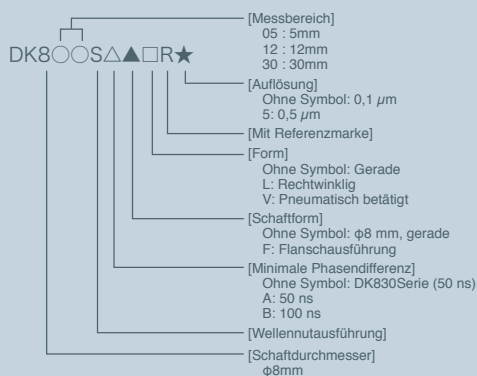 [Messbereich]
05 : 5mm
12 : 12mm
30 : 30mm
DK8○○S△▲□R★
[Auflösung]
Ohne Symbol: 0,1 µm
5: 0,5 µm
[Mit Referenzmarke]
[Form]
Ohne Symbol: Gerade
L: Rechtwinklig
V: Pneumatisch betätigt
[Schaftform]
Ohne Symbol: φ8 mm, gerade
F: Flanschausführung
[Minimale Phasendifferenz]
Ohne Symbol: DK830Serie (50 ns)
A: 50 ns
B: 100 ns
[Wellennutausführung]
[Schaftdurchmesser]
φ8mm